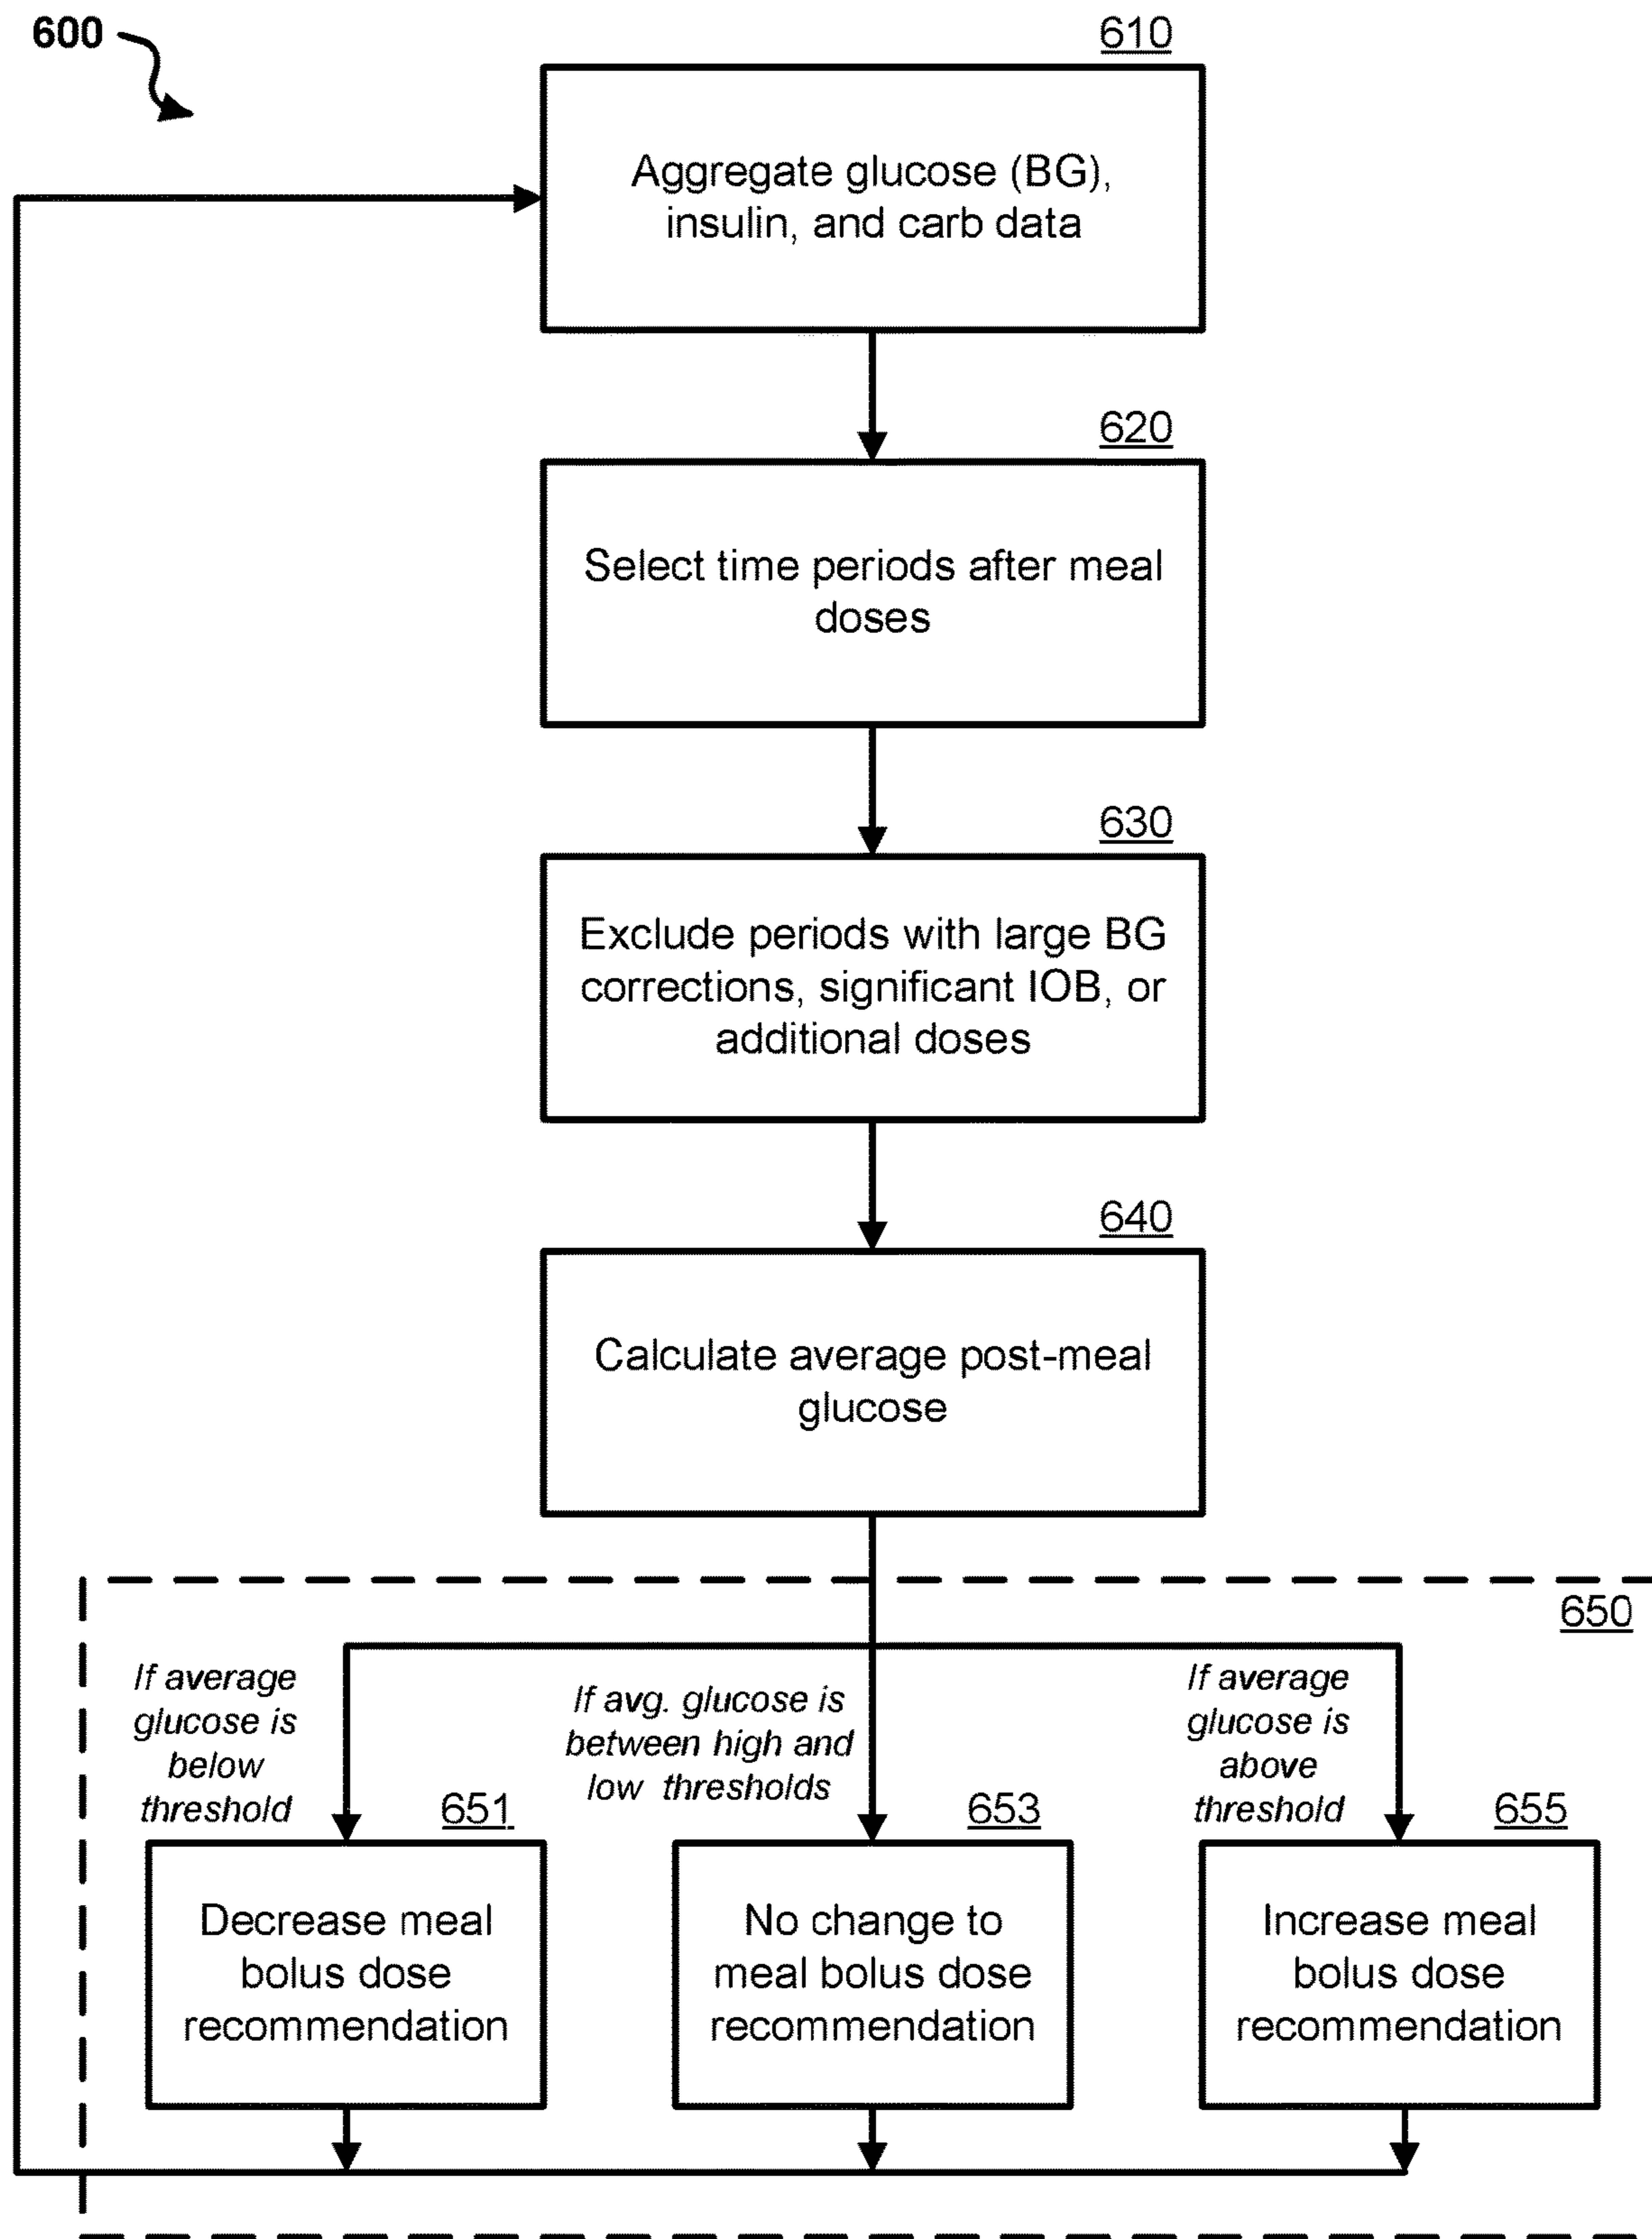 600
610
Aggregate glucose (BG),
insulin, and carb data
620
Select time periods after meal
doses
630
Exclude periods with large BG
corrections, significant IOB, or
additional doses
640
Calculate average post-meal
glucose
650
If average
glucose is
below
threshold
If avg. glucose is
between high and
low thresholds
If average
glucose is
above
threshold
651
Decrease meal
bolus dose
recommendation
653
No change to
meal bolus dose
recommendation
655
Increase meal
bolus dose
recommendation